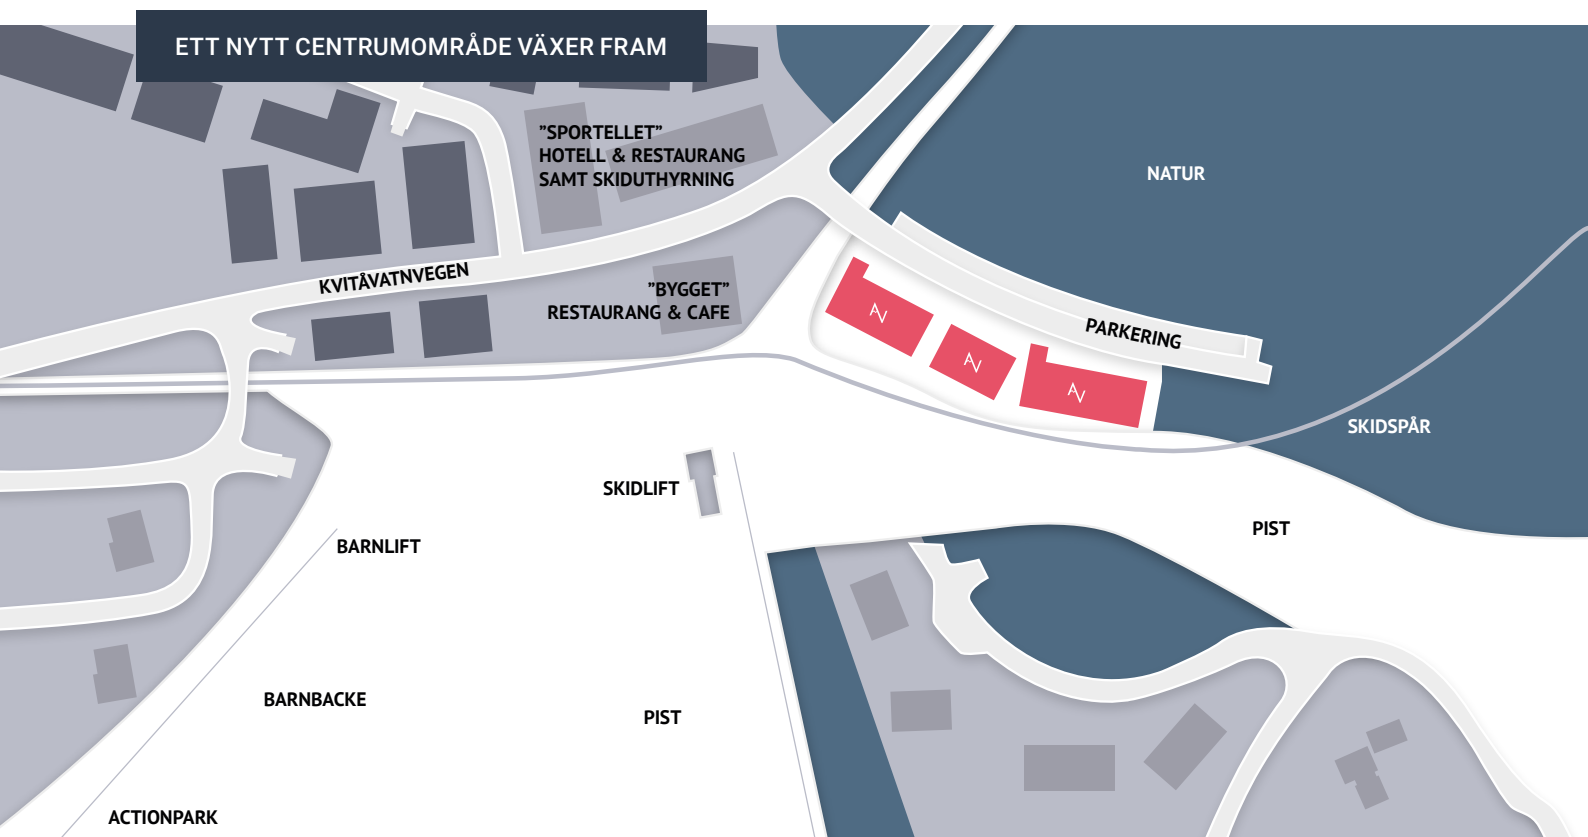 ETT NYTT CENTRUMOMRÅDE VÄXER FRAM
”SPORTELLET”
HOTELL & RESTAURANG
SAMT SKIDUTHYRNING
NATUR
KVITÅVATNVEGEN
”BYGGET”
RESTAURANG & CAFE
PARKERING
SKIDSPÅR
SKIDLIFT
PIST
BARNLIFT
BARNBACKE
PIST
ACTIONPARK